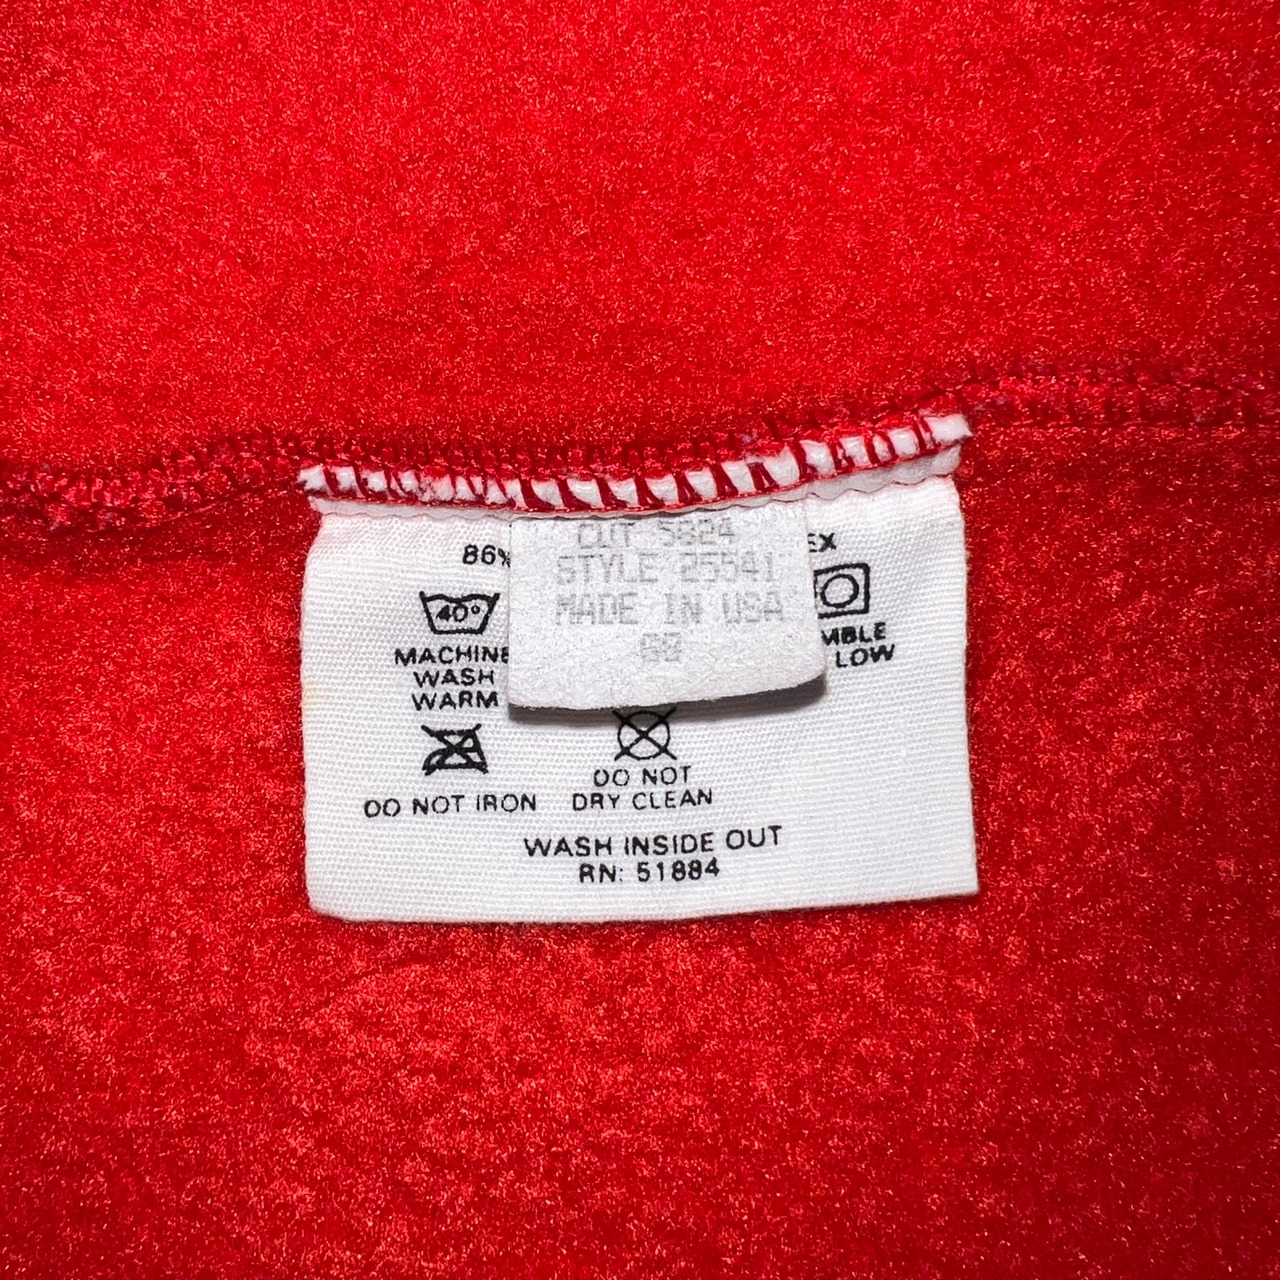 CUT 5824
STYLE 25541
MADE IN USA
86%
EX
40°
MACHINE
WASH
WARM
MBLE
LOW
DO NOT IRON
DO NOT
DRY CLEAN
WASH INSIDE OUT
RN: 51884